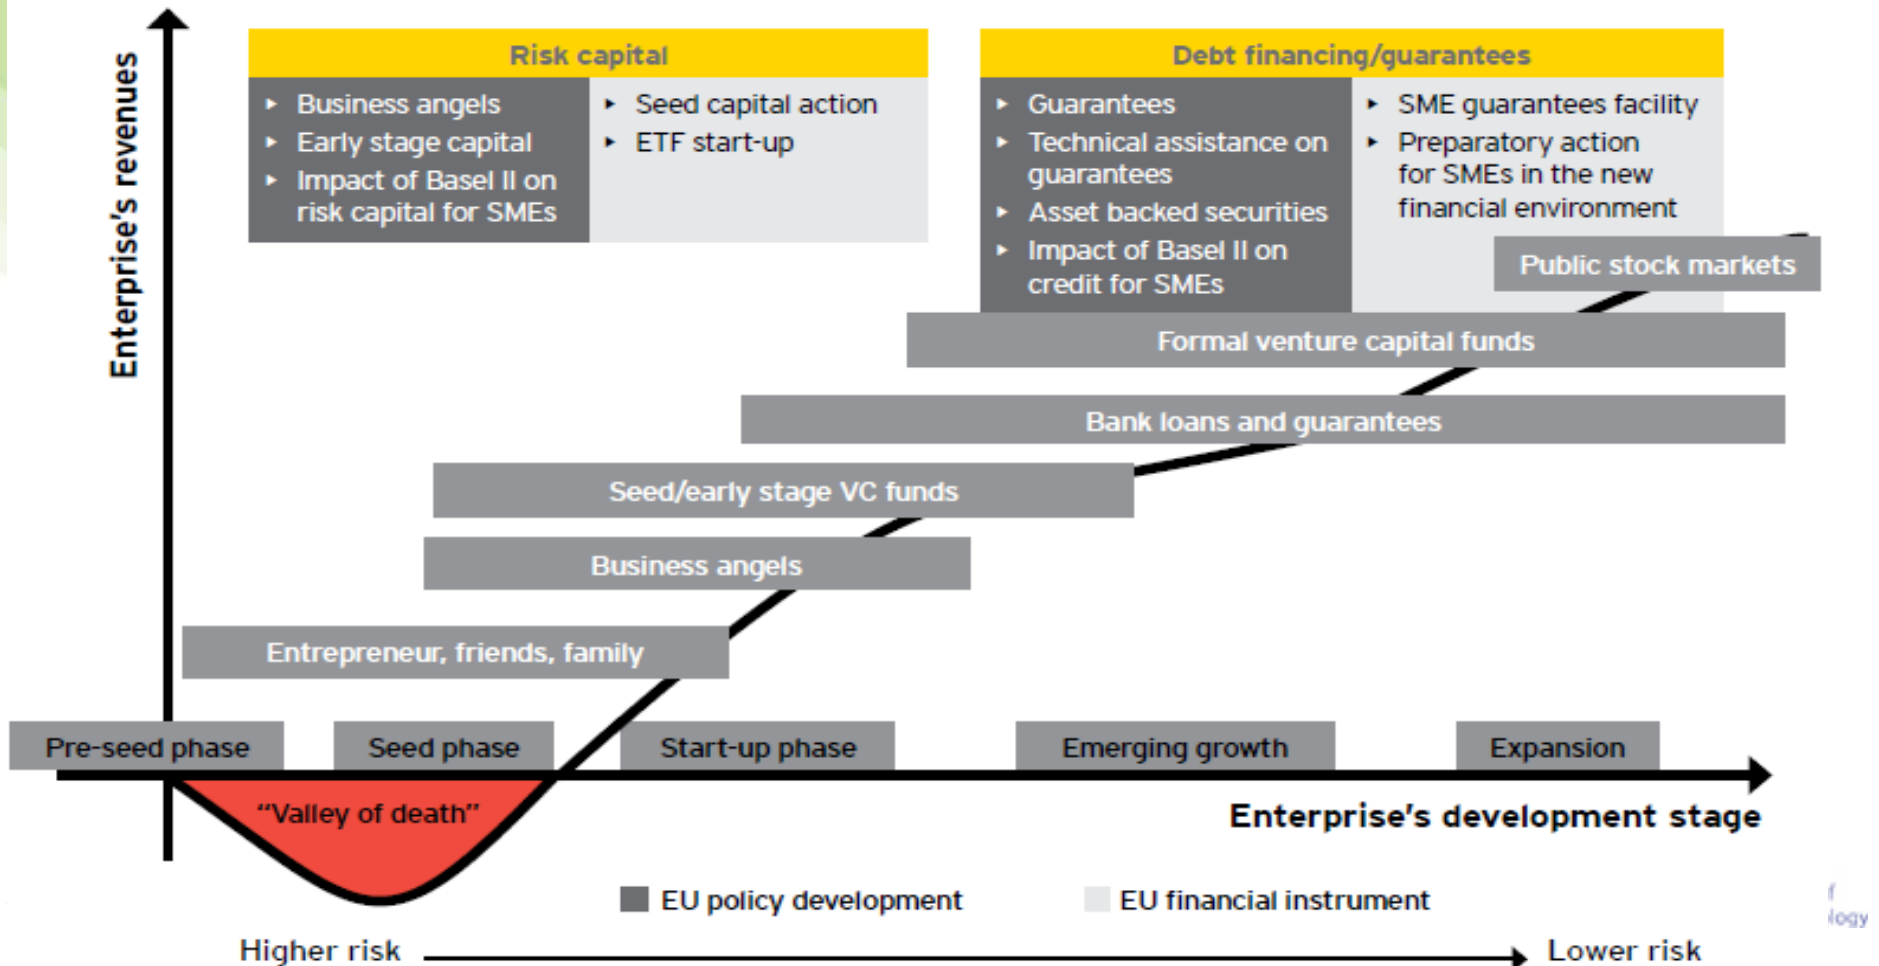 Enterprise's revenues
Risk capital
▸ Business angels
▸ Early stage capital
▸ Impact of Basel II on
risk capital for SMEs
▸ Seed capital action
▸ ETF start-up
Debt financing/guarantees
▸ Guarantees
▸ Technical assistance on
guarantees
▸ Asset backed securities
▸ Impact of Basel II on
credit for SMEs
▸ SME guarantees facility
▸ Preparatory action
for SMEs in the new
financial environment
Public stock markets
Formal venture capital funds
Bank loans and guarantees
Seed/early stage VC funds
Business angels
Entrepreneur, friends, family
Pre-seed phase
Seed phase
Start-up phase
Emerging growth
Expansion
“Valley of death”
Enterprise's development stage
EU policy development
EU financial instrument
Higher risk
Lower risk